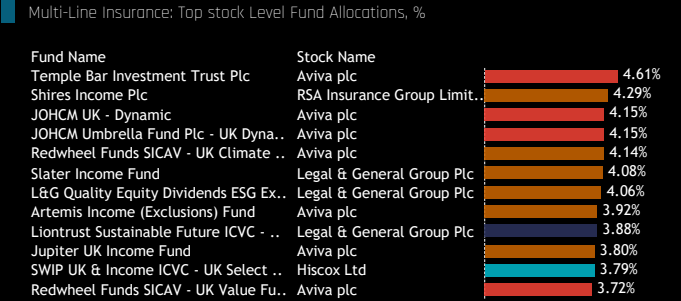 Multi-Line Insurance: Top stock Level Fund Allocations, %
Fund Name Stock Name
Temple Bar Investment Trust Plc Aviva plc 4.61%
Shires Income Plc RSA Insurance Group Limit.. 4.29%
JOHCM UK - Dynamic Aviva plc 4.15%
JOHCM Umbrella Fund Plc - UK Dyna.. Aviva plc 4.15%
Redwheel Funds SICAV - UK Climate .. Aviva plc 4.14%
Slater Income Fund Legal & General Group Plc 4.08%
L&G Quality Equity Dividends ESG Ex.. Legal & General Group Plc 4.06%
Artemis Income (Exclusions) Fund Aviva plc 3.92%
Liontrust Sustainable Future ICVC - .. Legal & General Group Plc 3.88%
Jupiter UK Income Fund Aviva plc 3.80%
SWIP UK & Income ICVC - UK Select .. Hiscox Ltd 3.79%
Redwheel Funds SICAV - UK Value Fu.. Aviva plc 3.72%